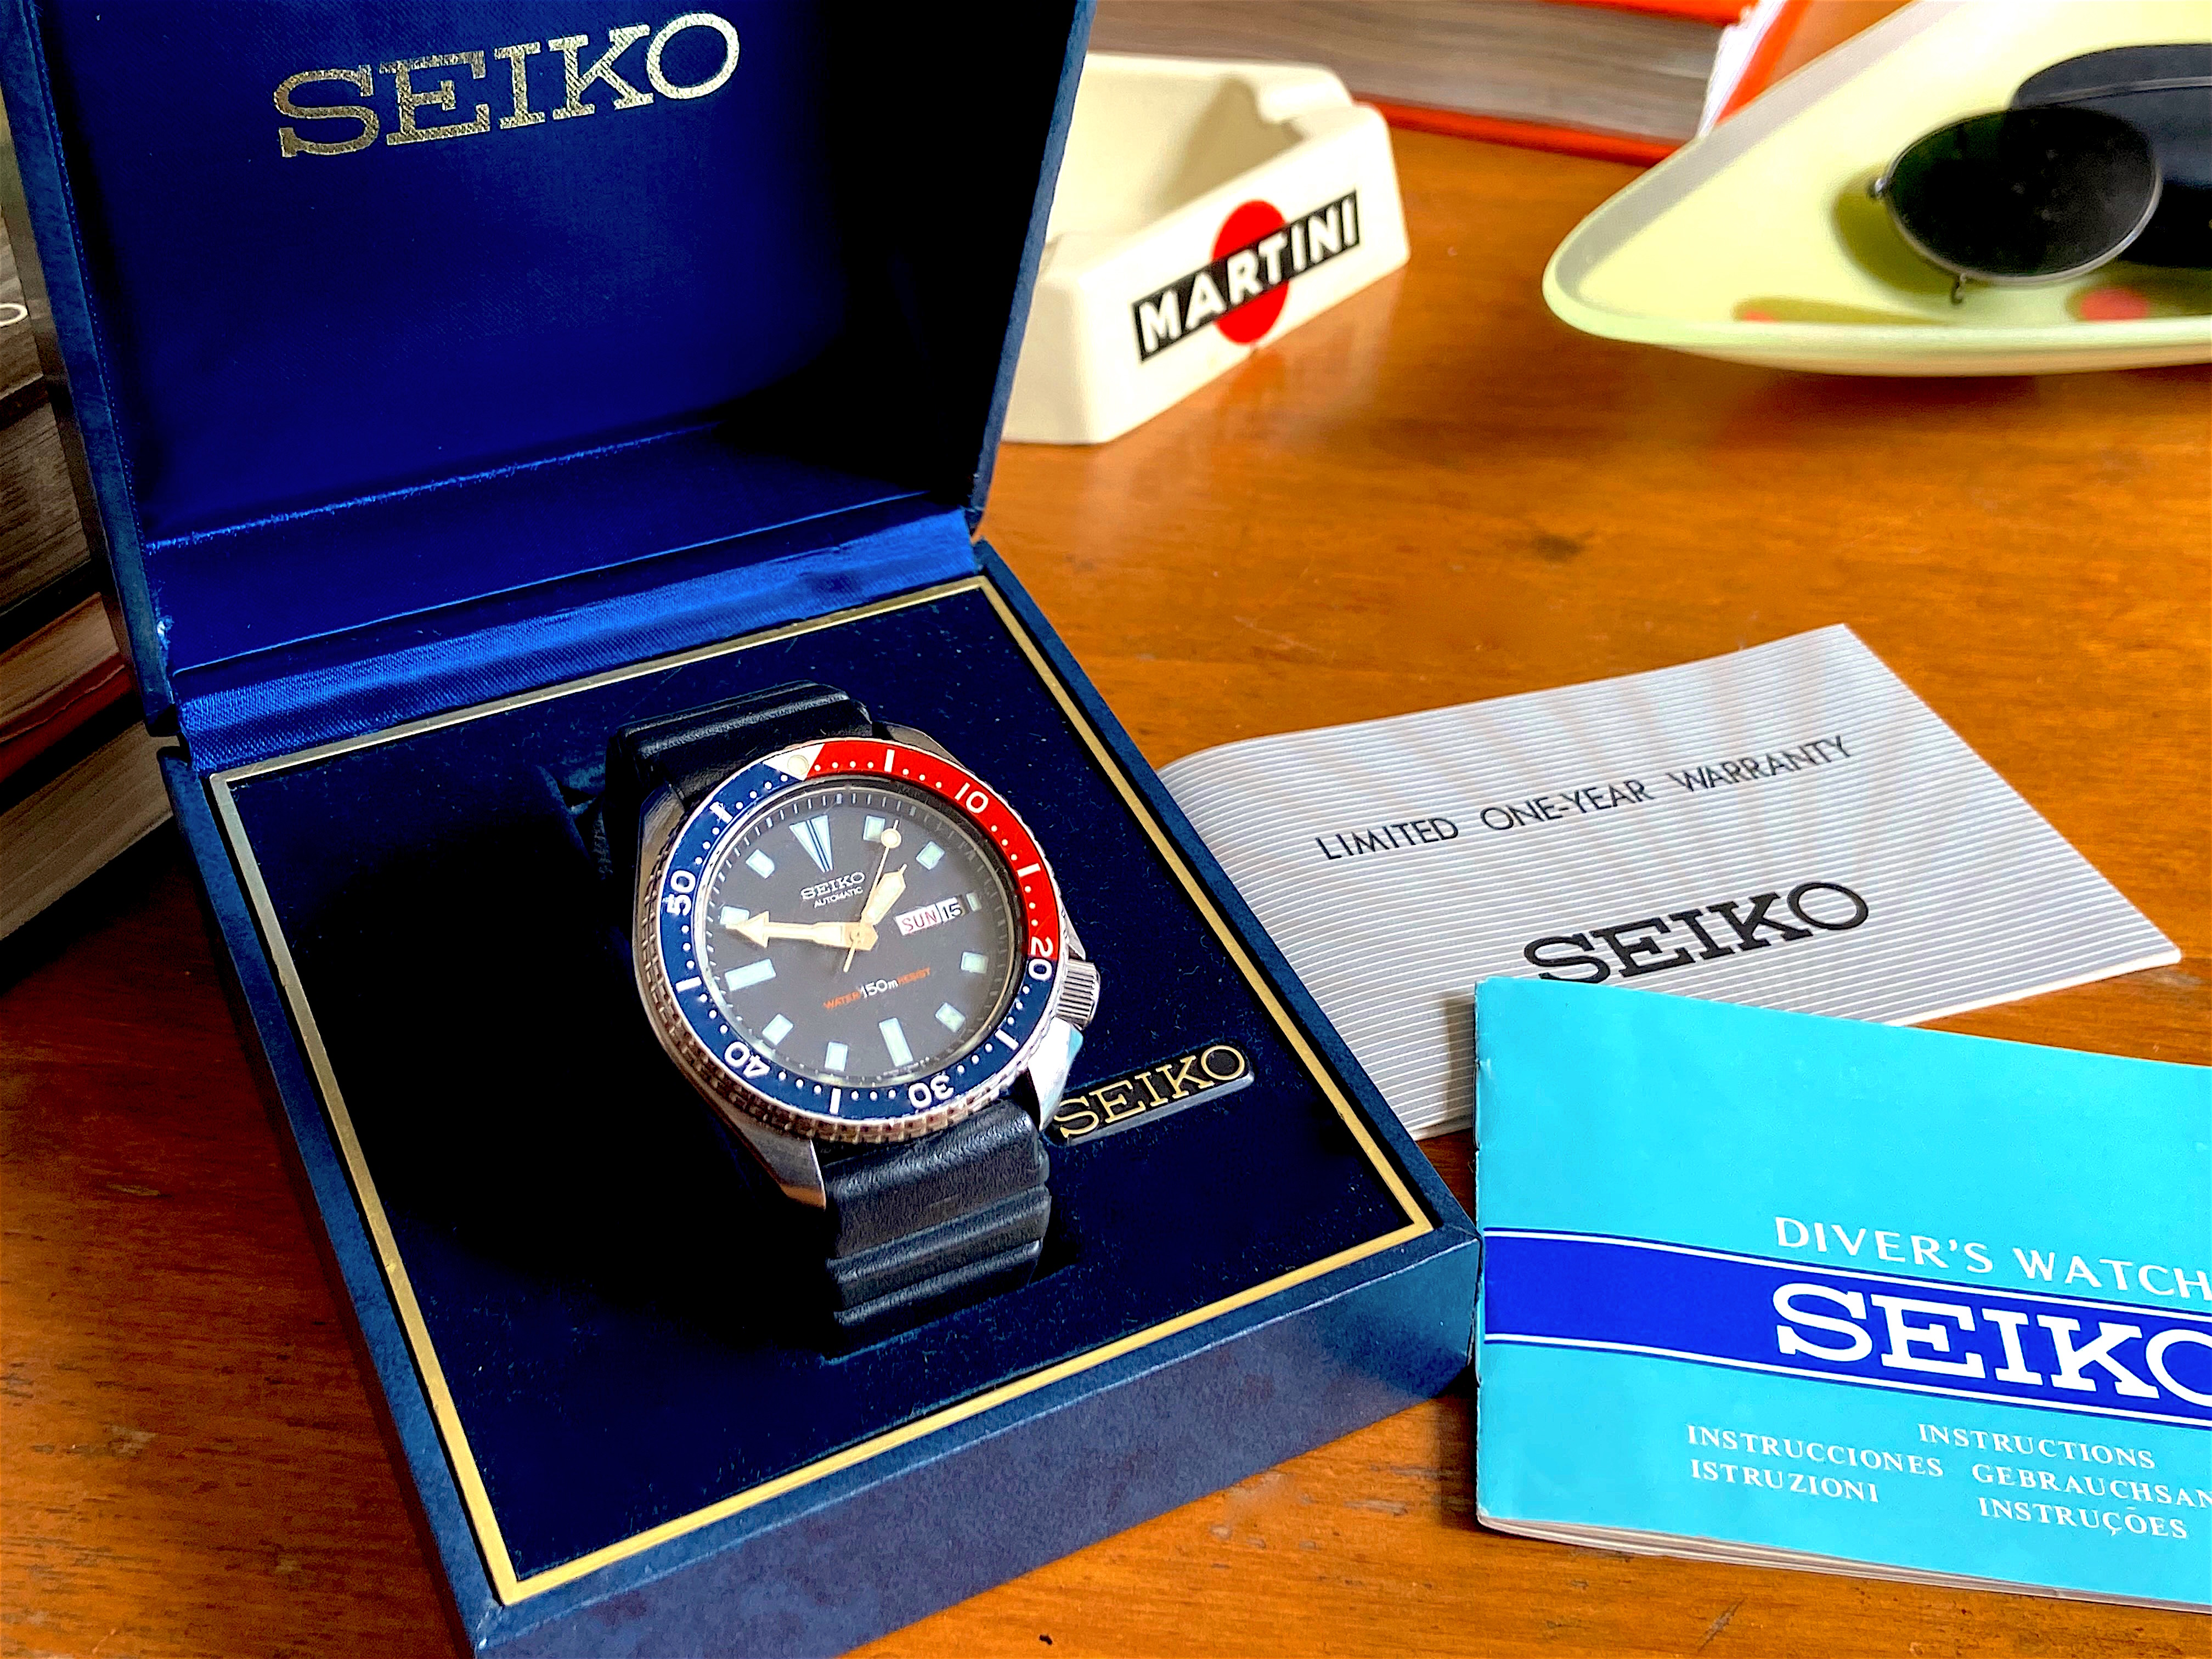 SEIKO
MARTINI
10
20
30
40
50
SEIKO
AUTOMATIC
SUN 15
WATER 150m RESIST
SEIKO
LIMITED ONE-YEAR WARRANTY
SEIKO
DIVER'S WATCH
SEIKO
INSTRUCTIONS
INSTRUCCIONES GEBRAUCHSAN
ISTRUZIONI INSTRUÇÕES